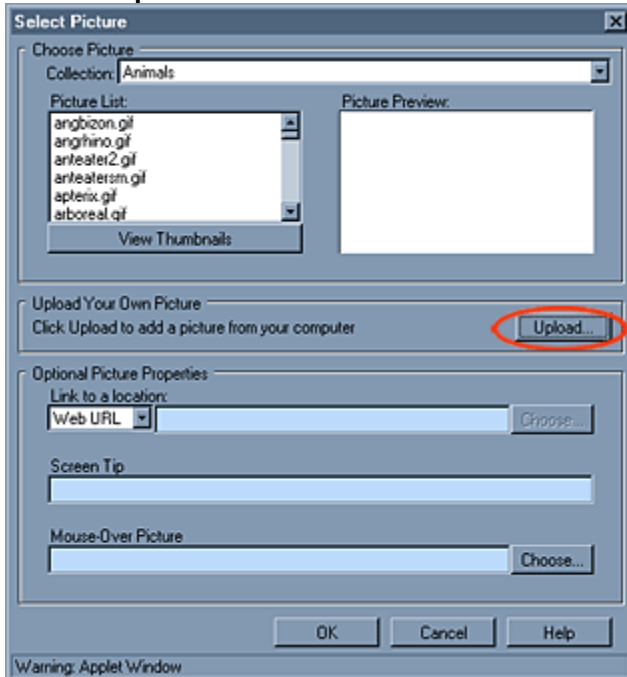 Select Picture
Choose Picture
Collection: Animals
Picture List:
angbizon.gif
angrhino.gif
anteater2.gif
anteatersm.gif
apterix.gif
arboreal.gif
View Thumbnails
Picture Preview:
Upload Your Own Picture
Click Upload to add a picture from your computer
Upload...
Optional Picture Properties
Link to a location:
Web URL
Choose...
Screen Tip
Mouse-Over Picture
Choose...
OK Cancel Help
Warning: Applet Window